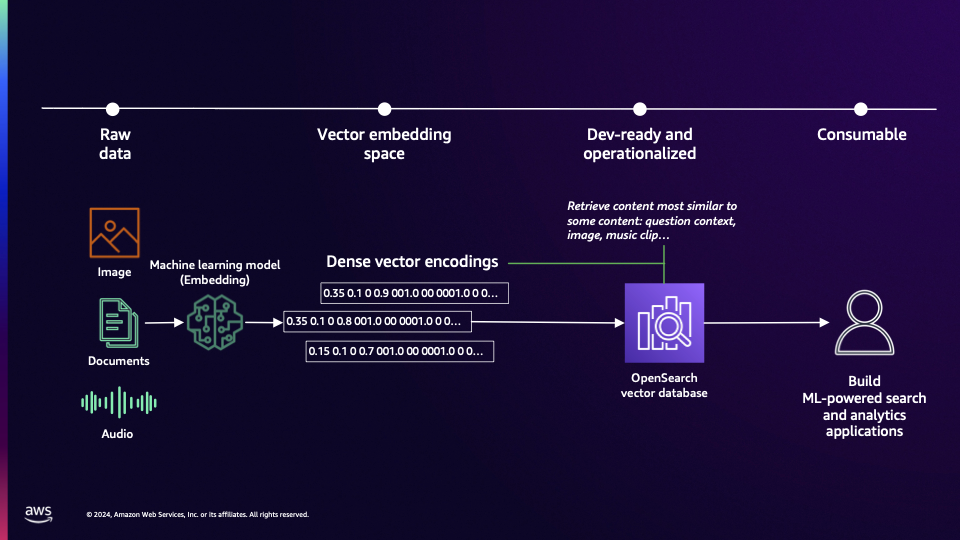 Raw
data
Vector embedding
space
Dev-ready and
operationalized
Consumable
Retrieve content most similar to
some content: question context,
image, music clip...
Image
Machine learning model
(Embedding)
Dense vector encodings
0.35 0.1 0 0.9 001.0 00 0001.0 0 0...
0.35 0.1 0 0.8 001.0 00 0001.0 0 0...
0.15 0.1 0 0.7 001.0 00 0001.0 0 0...
Documents
Audio
OpenSearch
vector database
Build
ML-powered search
and analytics
applications
aws
© 2024, Amazon Web Services, Inc. or its affiliates. All rights reserved.